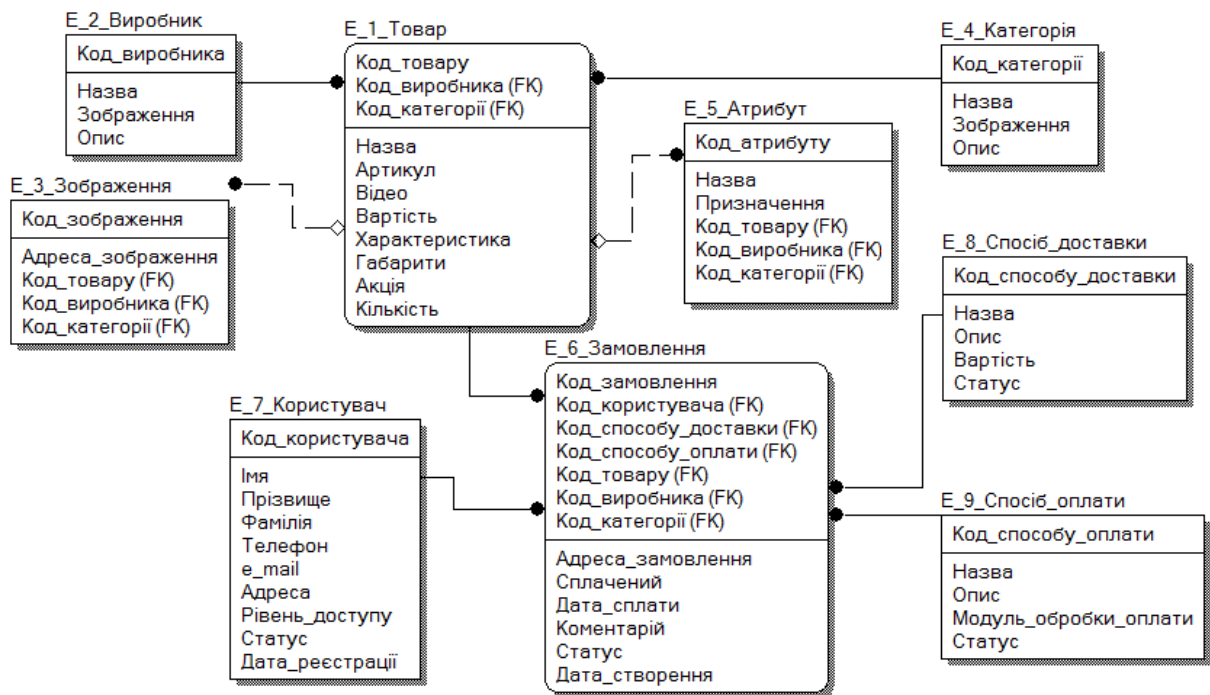 E_2_Виробник
Код_виробника
Назва
Зображення
Опис
E_1_Товар
Код_товару
Код_виробника (FK)
Код_категорії (FK)
Назва
Артикул
Відео
Вартість
Характеристика
Габарити
Акція
Кількість
E_4_Категорія
Код_категорії
Назва
Зображення
Опис
E_5_Атрибут
Код_атрибуту
Назва
Призначення
Код_товару (FK)
Код_виробника (FK)
Код_категорії (FK)
E_3_Зображення
Код_зображення
Адреса_зображення
Код_товару (FK)
Код_виробника (FK)
Код_категорії (FK)
E_8_Спосіб_доставки
Код_способу_доставки
Назва
Опис
Вартість
Статус
E_6_Замовлення
Код_замовлення
Код_користувача (FK)
Код_способу_доставки (FK)
Код_способу_оплати (FK)
Код_товару (FK)
Код_виробника (FK)
Код_категорії (FK)
Адреса_замовлення
Сплачений
Дата_сплати
Коментарій
Статус
Дата_створення
E_7_Користувач
Код_користувача
Імя
Прізвище
Фамілія
Телефон
e_mail
Адреса
Рівень_доступу
Статус
Дата_реєстрації
E_9_Спосіб_оплати
Код_способу_оплати
Назва
Опис
Модуль_обробки_оплати
Статус